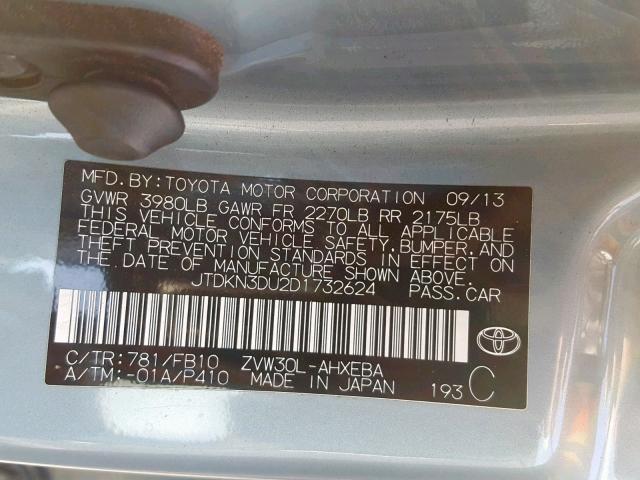 MFD. BY: TOYOTA MOTOR CORPORATION 09/13
GVWR 3980LB GAWR FR 2270LB RR 2175LB
THIS VEHICLE CONFORMS TO ALL APPLICABLE
FEDERAL MOTOR VEHICLE SAFETY, BUMPER, AND
THEFT PREVENTION STANDARDS IN EFFECT ON
THE DATE OF MANUFACTURE SHOWN ABOVE.
JTDKN3DU2D1732624 PASS. CAR
C/TR: 781/FB10 ZVW30L-AHXEBA
A/TM: -01A/P410 MADE IN JAPAN 193 C